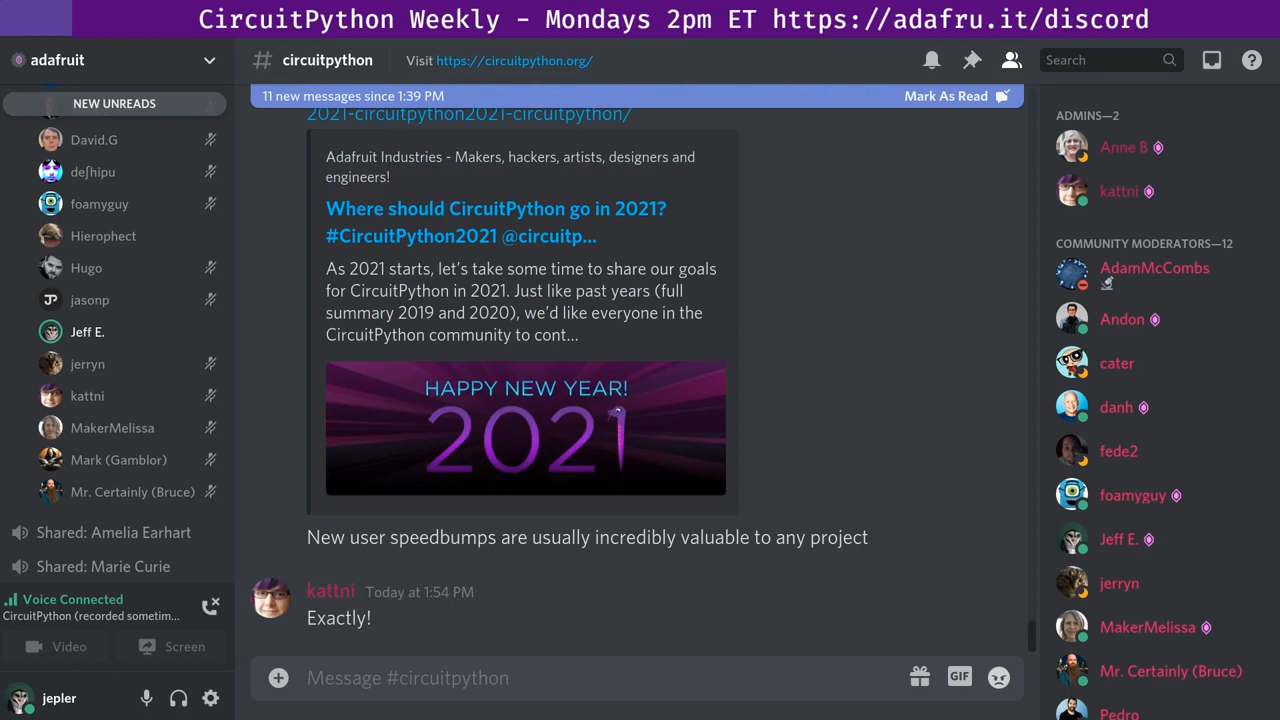 CircuitPython Weekly - Mondays 2pm ET https://adafru.it/discord
adafruit
# circuitpython
Visit https://circuitpython.org/
Search
NEW UNREADS
David.G
deʃhipu
foamyguy
Hierophect
Hugo
jasonp
Jeff E.
jerryn
kattni
MakerMelissa
Mark (Gamblor)
Mr. Certainly (Bruce)
Shared: Amelia Earhart
Shared: Marie Curie
Voice Connected
CircuitPython (recorded sometim...
Video
Screen
jepler
11 new messages since 1:39 PM
Mark As Read
2021-circuitpython2021-circuitpython/
Adafruit Industries - Makers, hackers, artists, designers and
engineers!
Where should CircuitPython go in 2021?
#CircuitPython2021 @circuitp...
As 2021 starts, let's take some time to share our goals
for CircuitPython in 2021. Just like past years (full
summary 2019 and 2020), we'd like everyone in the
CircuitPython community to cont...
HAPPY NEW YEAR!
2021
New user speedbumps are usually incredibly valuable to any project
kattni Today at 1:54 PM
Exactly!
Message #circuitpython
GIF
ADMINS—2
Anne B
kattni
COMMUNITY MODERATORS—12
AdamMcCombs
Andon
cater
danh
fede2
foamyguy
Jeff E.
jerryn
MakerMelissa
Mr. Certainly (Bruce)
Pedro